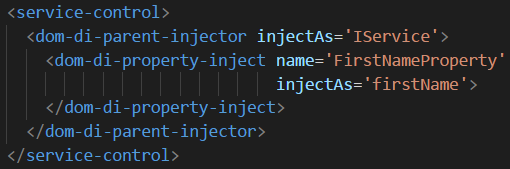 <service-control>
<dom-di-parent-injector injectAs='IService'>
<dom-di-property-inject name='FirstNameProperty'
injectAs='firstName'>
</dom-di-property-inject>
</dom-di-parent-injector>
</service-control>